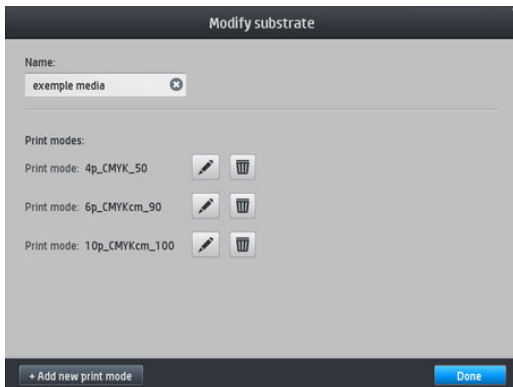 Modify substrate
Name:
exemple media
Print modes:
Print mode: 4p_CMYK_50
Print mode: 6p_CMYKcm_90
Print mode: 10p_CMYKcm_100
+ Add new print mode
Done